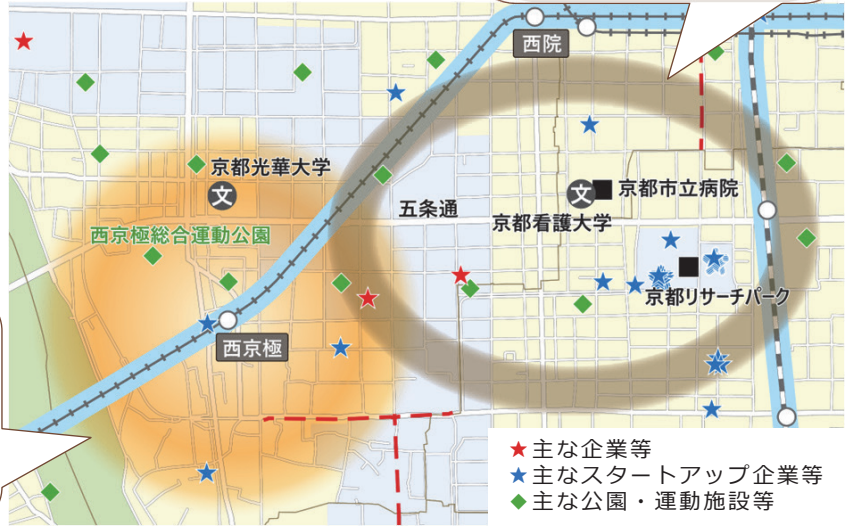 西院
京都光華大学
文
西京極総合運動公園
五条通
文
京都市立病院
京都看護大学
京都リサーチパーク
西京極
★主な企業等
★主なスタートアップ企業等
◆主な公園・運動施設等